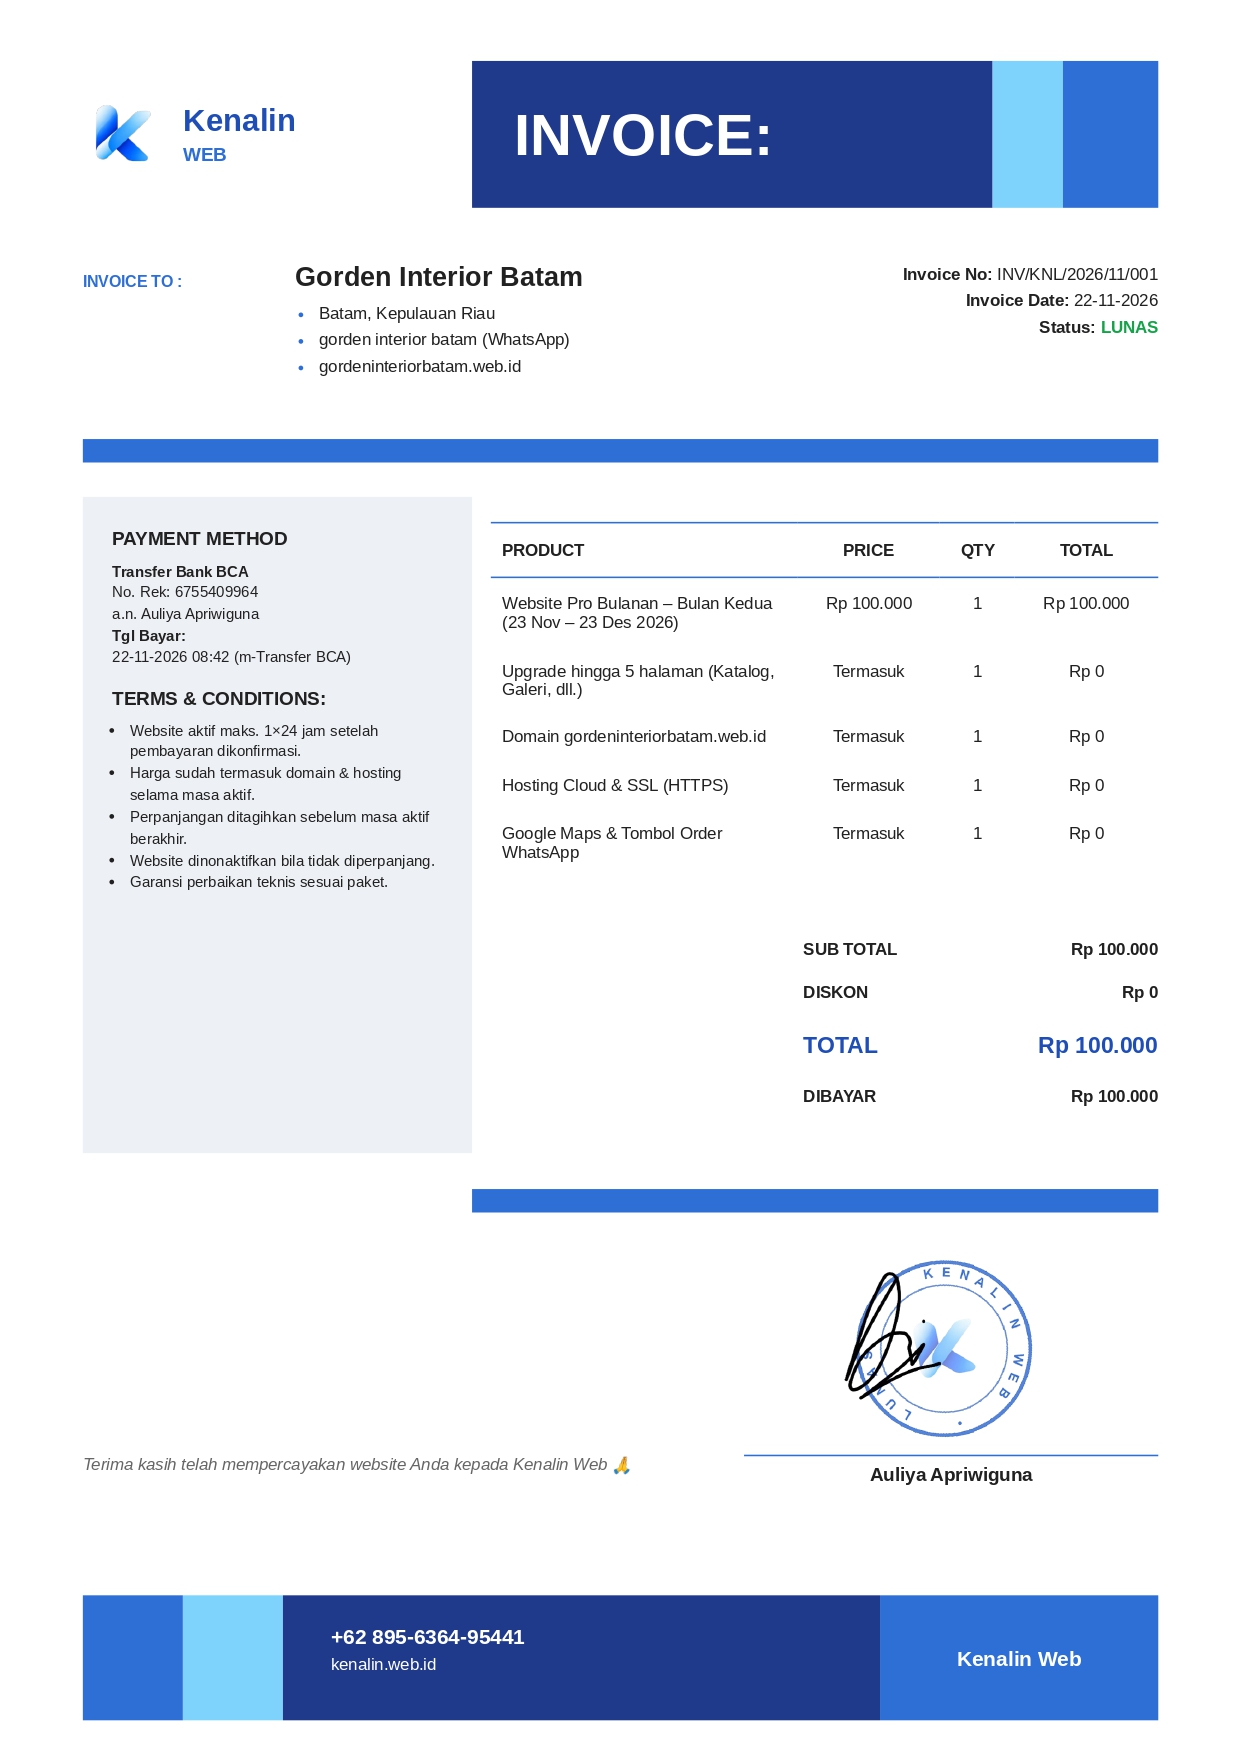 Kenalin
WEB
INVOICE:
INVOICE TO :
Gorden Interior Batam
• Batam, Kepulauan Riau
• gorden interior batam (WhatsApp)
• gordeninteriorbatam.web.id
Invoice No: INV/KNL/2026/11/001
Invoice Date: 22-11-2026
Status: LUNAS
PAYMENT METHOD
Transfer Bank BCA
No. Rek: 6755409964
a.n. Auliya Apriwiguna
Tgl Bayar:
22-11-2026 08:42 (m-Transfer BCA)
TERMS & CONDITIONS:
• Website aktif maks. 1×24 jam setelah
pembayaran dikonfirmasi.
• Harga sudah termasuk domain & hosting
selama masa aktif.
• Perpanjangan ditagihkan sebelum masa aktif
berakhir.
• Website dinonaktifkan bila tidak diperpanjang.
• Garansi perbaikan teknis sesuai paket.
PRODUCT PRICE QTY TOTAL
Website Pro Bulanan – Bulan Kedua Rp 100.000 1 Rp 100.000
(23 Nov – 23 Des 2026)
Upgrade hingga 5 halaman (Katalog, Termasuk 1 Rp 0
Galeri, dll.)
Domain gordeninteriorbatam.web.id Termasuk 1 Rp 0
Hosting Cloud & SSL (HTTPS) Termasuk 1 Rp 0
Google Maps & Tombol Order Termasuk 1 Rp 0
WhatsApp
SUB TOTAL Rp 100.000
DISKON Rp 0
TOTAL Rp 100.000
DIBAYAR Rp 100.000
KENALIN WEB • LUNAS
Terima kasih telah mempercayakan website Anda kepada Kenalin Web 🙏
Auliya Apriwiguna
+62 895-6364-95441
kenalin.web.id
Kenalin Web